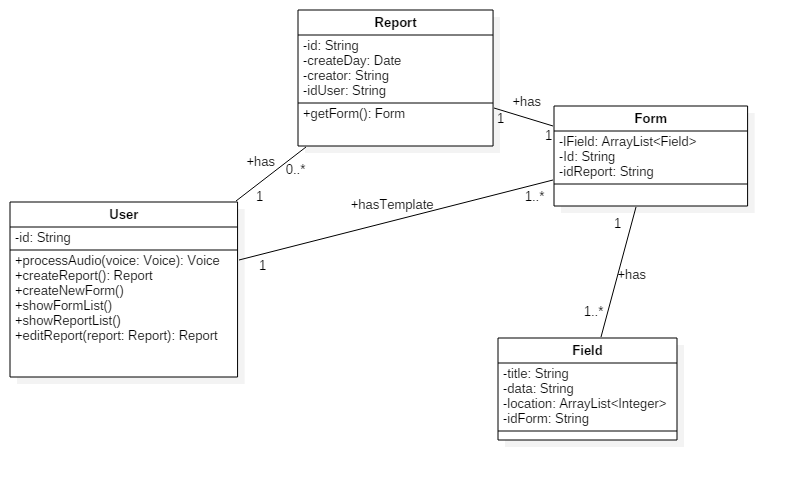 Report
-id: String
-createDay: Date
-creator: String
-idUser: String
+getForm(): Form
+has
1
1
Form
-lField: ArrayList<Field>
-Id: String
-idReport: String
+has
0..*
1
+hasTemplate
1..*
1
User
-id: String
+processAudio(voice: Voice): Voice
+createReport(): Report
+createNewForm()
+showFormList()
+showReportList()
+editReport(report: Report): Report
1
+has
1..*
Field
-title: String
-data: String
-location: ArrayList<Integer>
-idForm: String